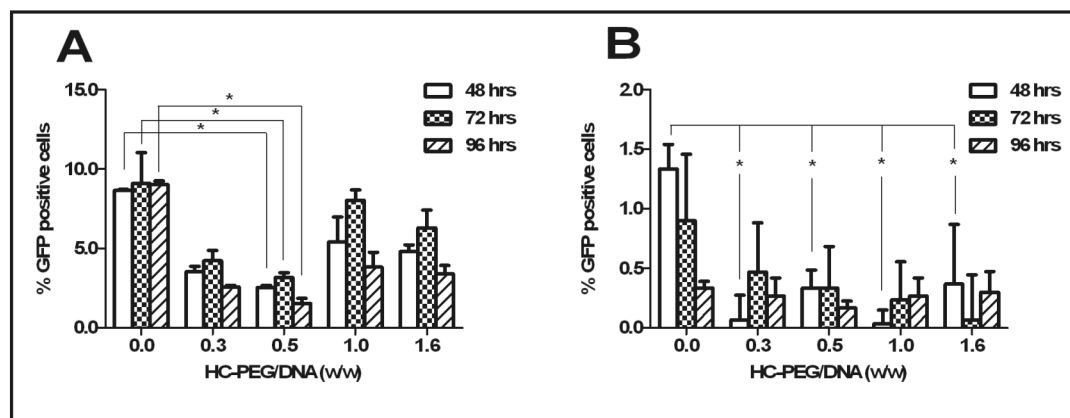 A
15.0
10.0
5.0
0.0
% GFP positive cells
*
*
*
48 hrs
72 hrs
96 hrs
0.0 0.3 0.5 1.0 1.6
HC-PEG/DNA (w/w)
B
2.0
1.5
1.0
0.5
0.0
% GFP positive cells
* * * *
48 hrs
72 hrs
96 hrs
0.0 0.3 0.5 1.0 1.6
HC-PEG/DNA (w/w)